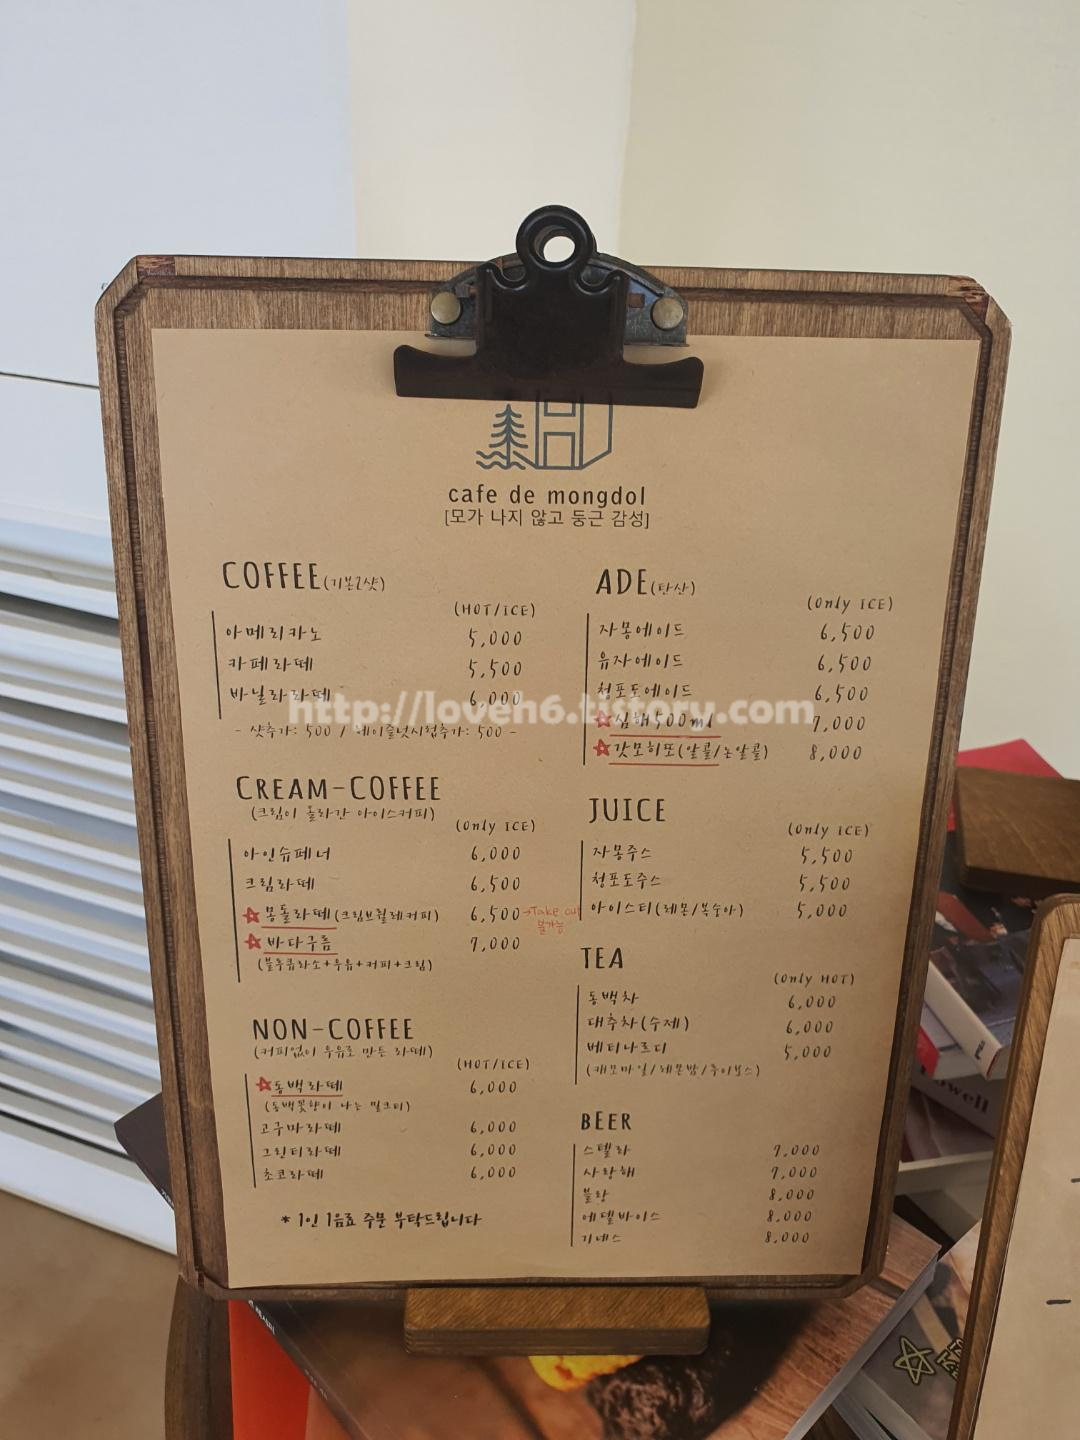 cafe de mongdol
[모가 나지 않고 둥근 감성]
COFFEE(기본2샷)
(HOT/ICE)
아메리카노 5,000
카페라떼 5,500
바닐라라떼 6,000
- 샷추가: 500 / 헤이즐넛시럽추가: 500 -
CREAM-COFFEE
(크림이 올라간 아이스커피)
(Only ICE)
아인슈페너 6,000
크림라떼 6,500
☆몽돌라떼(크림브륄레커피) 6,500 →Take out
불가능
☆바다구름 7,000
(블루큐라소+우유+커피+크림)
NON-COFFEE
(커피없이 우유로 만든 라떼)
(HOT/ICE)
☆동백라떼 6,000
(동백꽃향이 나는 밀크티)
고구마라떼 6,000
그린티라떼 6,000
초코라떼 6,000
* 1인 1음료 주문 부탁드립니다
ADE(탄산)
(Only ICE)
자몽에이드 6,500
유자에이드 6,500
청포도에이드 6,500
☆심해500ml 7,000
☆갓모히또(알콜/논알콜) 8,000
JUICE
(Only ICE)
자몽주스 5,500
청포도주스 5,500
아이스티(레몬/복숭아) 5,000
TEA
(Only HOT)
동백차 6,000
대추차(수제) 6,000
베티나르디 5,000
(캐모마일/레몬밤/루이보스)
BEER
스텔라 7,000
사랑해 7,000
블랑 8,000
에델바이스 8,000
기네스 8,000
http://loveh6.tistory.com